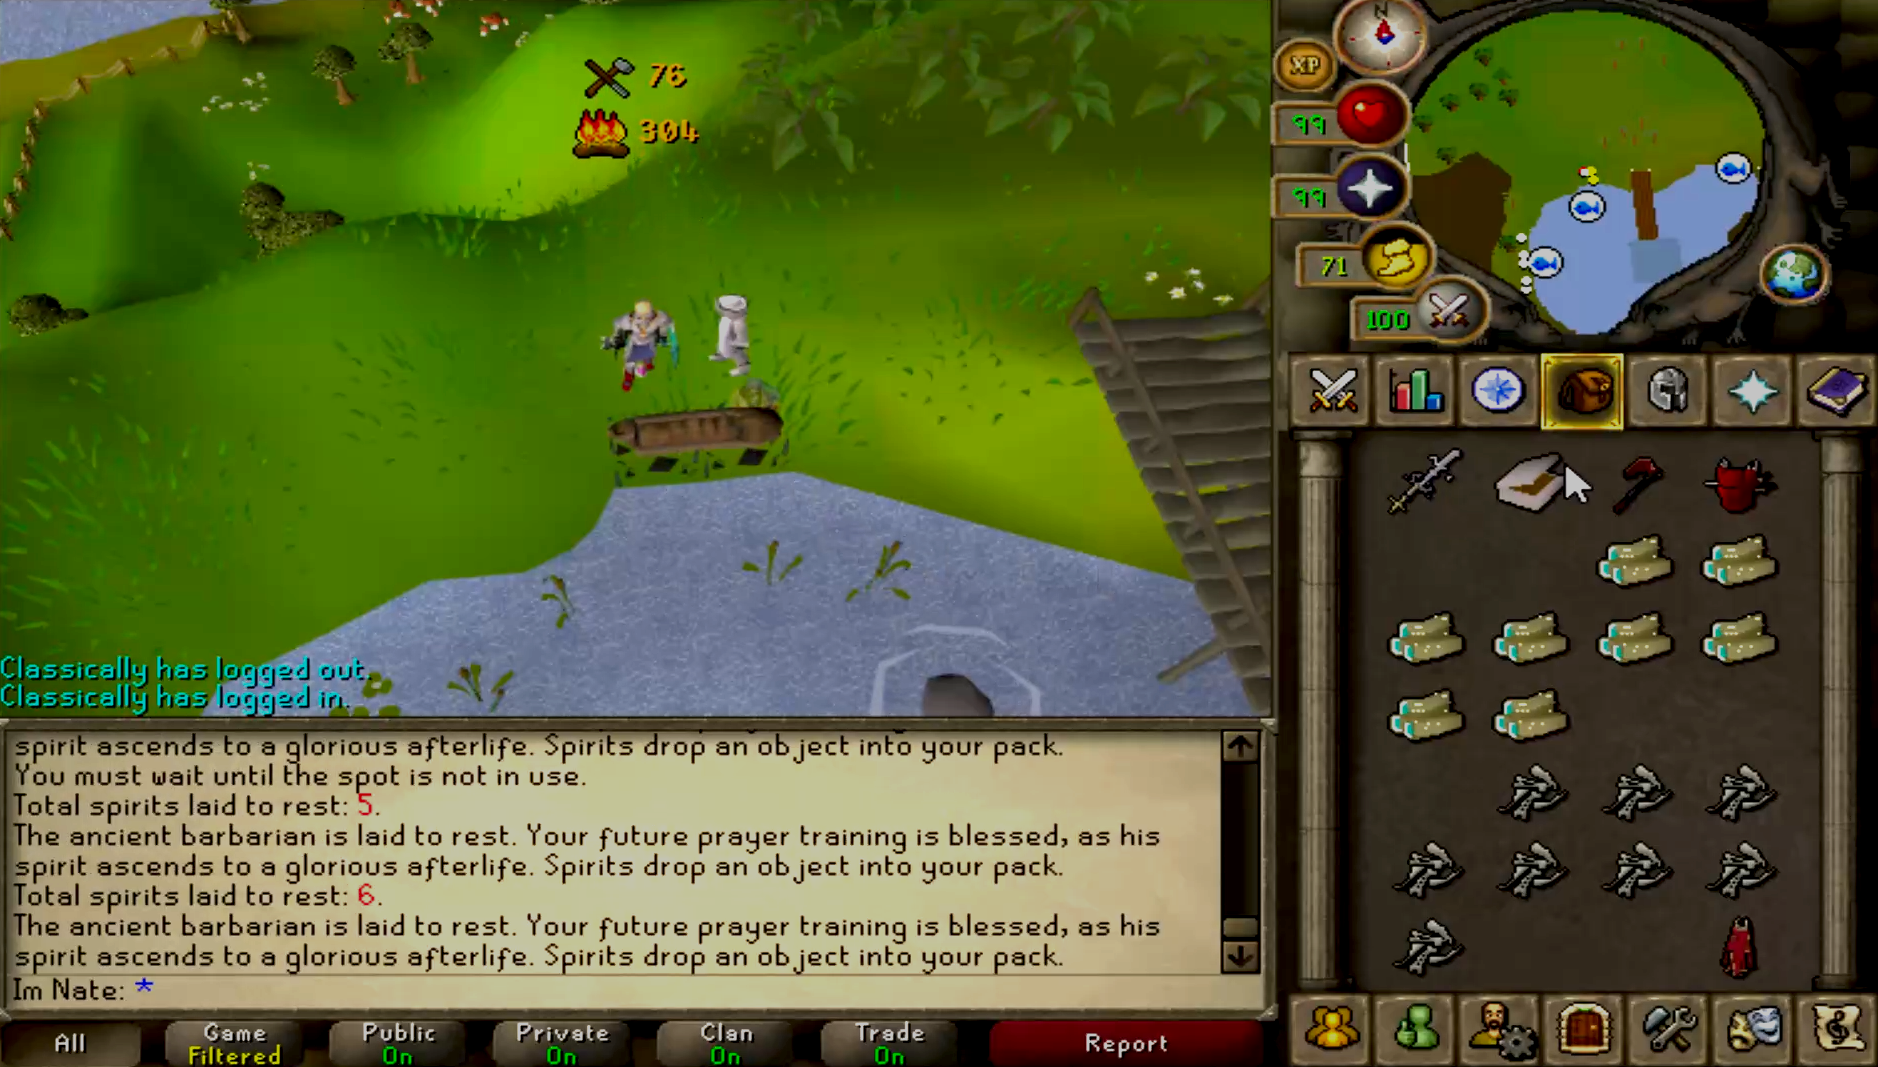 76
304
N
XP
99
99
71
100
Classically has logged out.
Classically has logged in.
spirit ascends to a glorious afterlife. Spirits drop an object into your pack.
You must wait until the spot is not in use.
Total spirits laid to rest: 5.
The ancient barbarian is laid to rest. Your future prayer training is blessed, as his
spirit ascends to a glorious afterlife. Spirits drop an object into your pack.
Total spirits laid to rest: 6.
The ancient barbarian is laid to rest. Your future prayer training is blessed, as his
spirit ascends to a glorious afterlife. Spirits drop an object into your pack.
Im Nate: *
All
Game
Filtered
Public
On
Private
On
Clan
On
Trade
On
Report